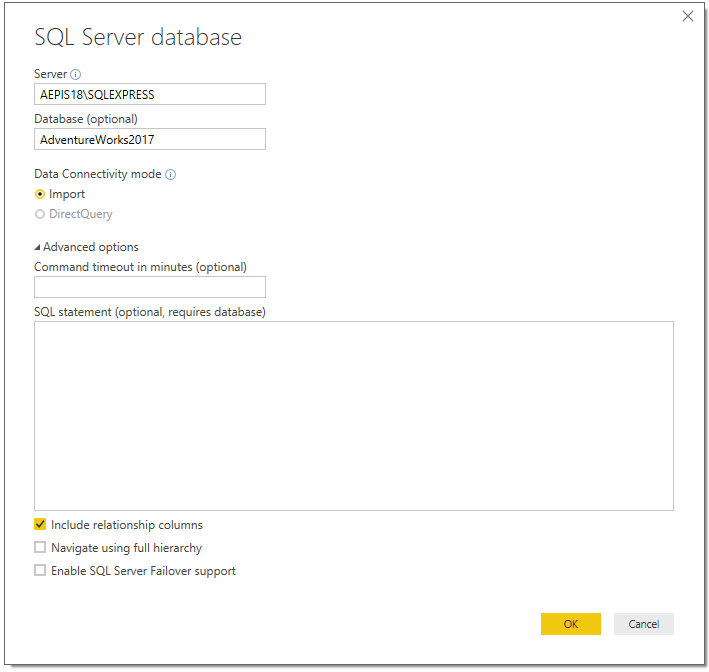 SQL Server database
Server
AEPIS18\SQLEXPRESS
Database (optional)
AdventureWorks2017
Data Connectivity mode
Import
DirectQuery
Advanced options
Command timeout in minutes (optional)
SQL statement (optional, requires database)
Include relationship columns
Navigate using full hierarchy
Enable SQL Server Failover support
OK Cancel